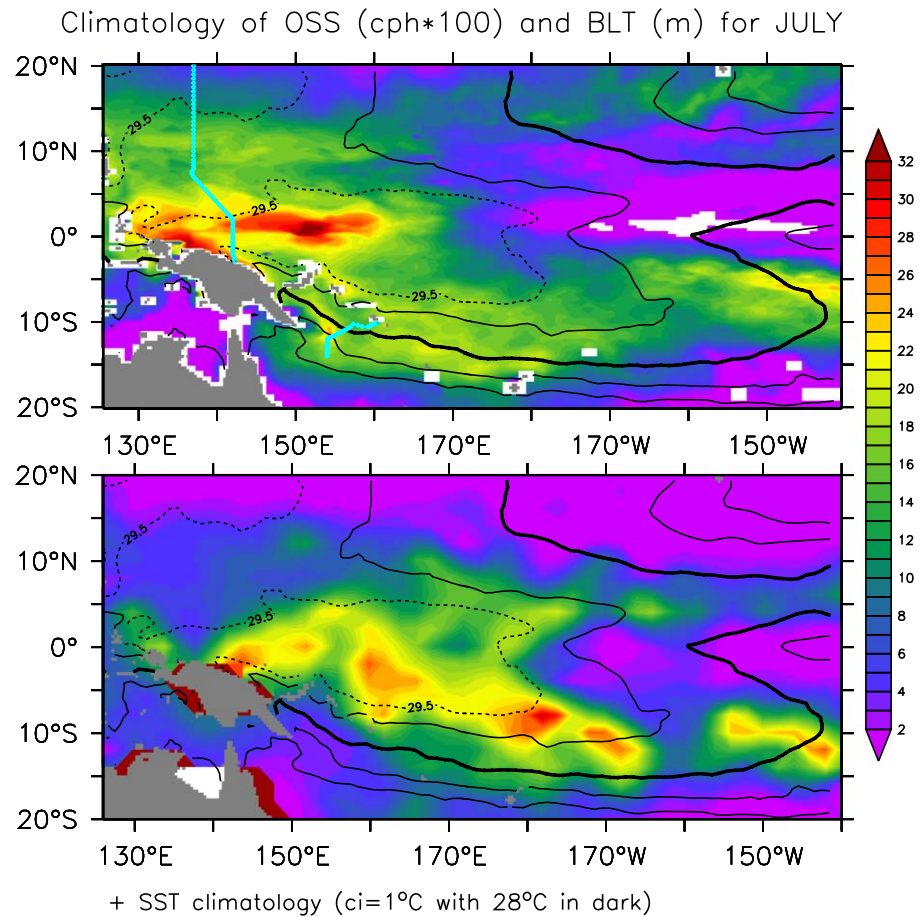 Climatology of OSS (cph*100) and BLT (m) for JULY
20°N
10°N
0°
10°S
20°S
130°E 150°E 170°E 170°W 150°W
29.5
29.5
29.5
20°N
10°N
0°
10°S
20°S
130°E 150°E 170°E 170°W 150°W
29.5
29.5
29.5
32
30
28
26
24
22
20
18
16
14
12
10
8
6
4
2
+ SST climatology (ci=1°C with 28°C in dark)